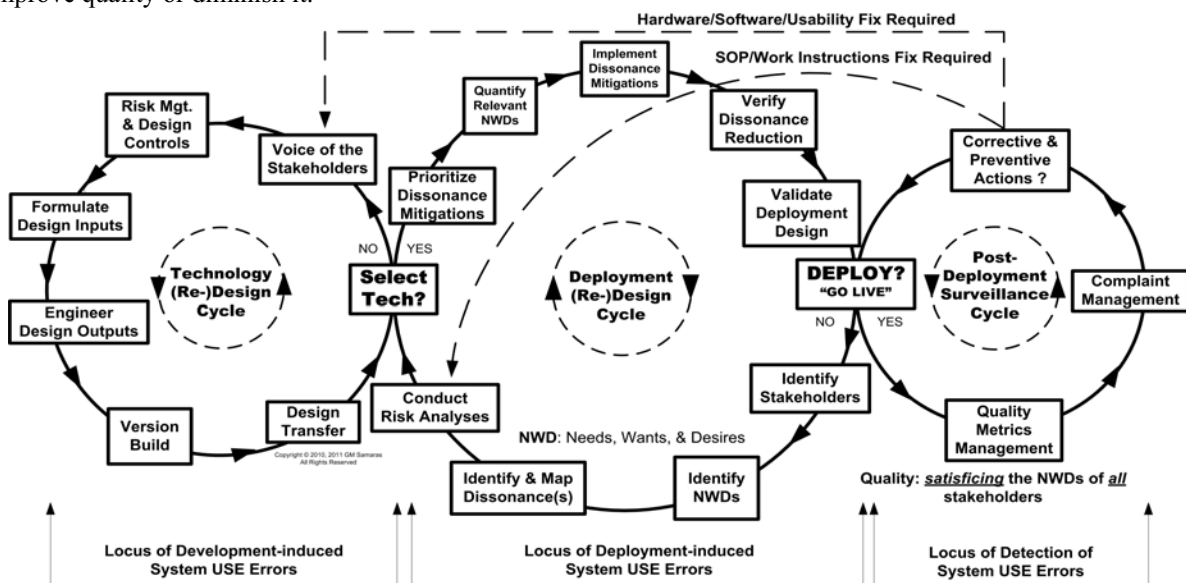 mprove quality or diminish it.
Hardware/Software/Usability Fix Required
SOP/Work Instructions Fix Required
Implement
Dissonance
Mitigations
Quantify
Relevant
NWDs
Verify
Dissonance
Reduction
Risk Mgt.
& Design
Controls
Voice of the
Stakeholders
Prioritize
Dissonance
Mitigations
Corrective &
Preventive
Actions ?
Formulate
Design Inputs
Validate
Deployment
Design
NO
YES
Technology
(Re-)Design
Cycle
Select
Tech?
Deployment
(Re-)Design
Cycle
DEPLOY?
“GO LIVE”
Post-
Deployment
Surveillance
Cycle
Complaint
Management
Engineer
Design Outputs
NO
YES
Identify
Stakeholders
Conduct
Risk Analyses
Version
Build
Design
Transfer
Copyright © 2010, 2011 GM Samaras
All Rights Reserved
NWD: Needs, Wants, & Desires
Quality
Metrics
Management
Identify & Map
Dissonance(s)
Identify
NWDs
Quality: satisficing the NWDs of all
stakeholders
Locus of Development-induced
System USE Errors
Locus of Deployment-induced
System USE Errors
Locus of Detection of
System USE Errors